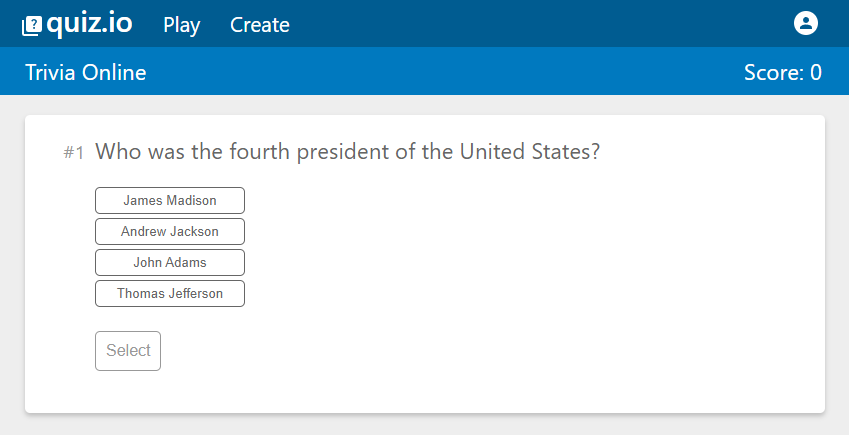 quiz.io Play Create
Trivia Online Score: 0
#1 Who was the fourth president of the United States?
James Madison
Andrew Jackson
John Adams
Thomas Jefferson
Select